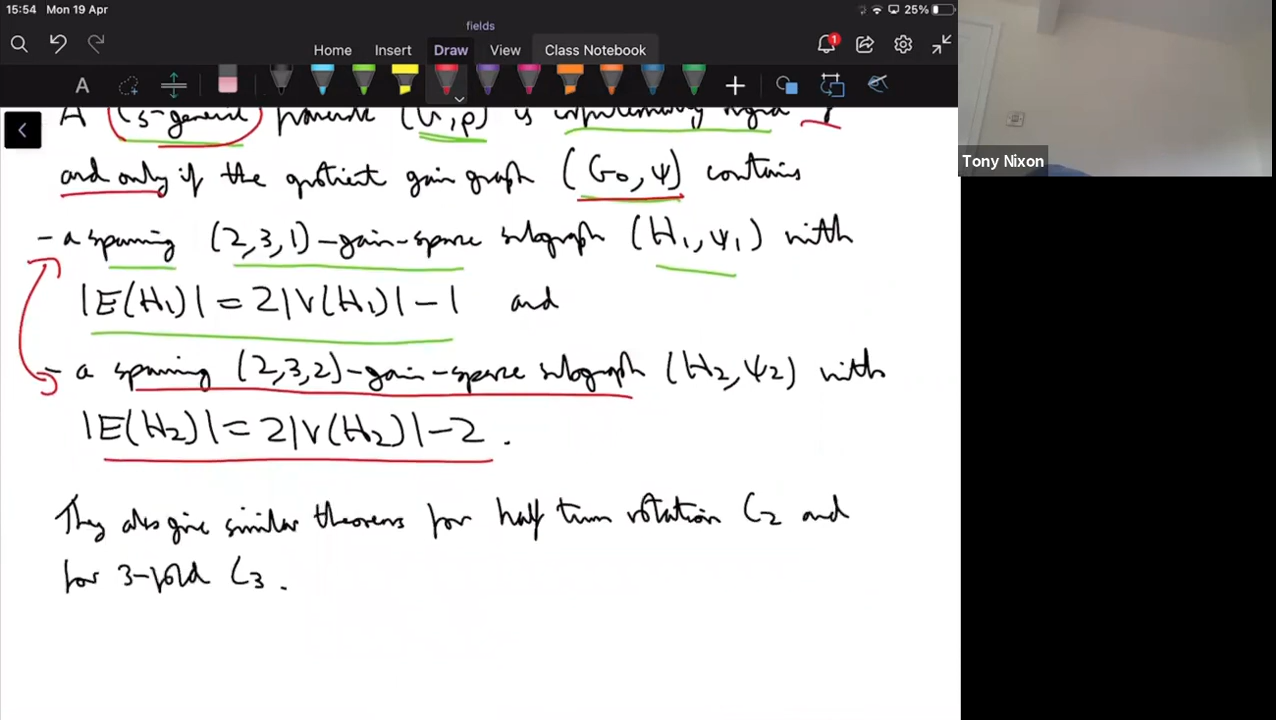 15:54 Mon 19 Apr
25%
fields
Home Insert Draw View Class Notebook
1
A
A Cs-generic framework (G,p) is infinitesimally rigid if
and only if the quotient gain graph (G₀, ψ) contains
- a spanning (2,3,1)-gain-sparse subgraph (H₁,ψ₁) with
|E(H₁)| = 2|V(H₁)| - 1 and
- a spanning (2,3,2)-gain-sparse subgraph (H₂,ψ₂) with
|E(H₂)| = 2|V(H₂)| - 2 .
They also give similar theorems for half turn rotation C₂ and
for 3-fold C₃ .
Tony Nixon